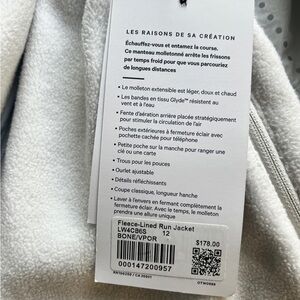 LES RAISONS DE SA CRÉATION
Échauffez-vous et entamez la course.
Ce manteau molletonné arrête les frissons
par temps froid pour que vous parcouriez
de longues distances
• Le molleton extensible est léger, doux et chaud
• Les bandes en tissu Glyde™ résistent au
vent et à l'eau
• Fente d'aération arrière placée stratégiquement
pour stimuler la circulation de l'air
• Poches extérieures à fermeture éclair avec
pochette cachée pour votre téléphone
• Petite poche sur la manche pour ranger une
clé ou une carte
• Trous pour les pouces
• Ourlet ajustable
• Détails réfléchissants
• Coupe classique, longueur hanche
• Laver à l'envers en fermant complètement la
fermeture éclair. Avec le temps, le molleton
prendra une allure unique
Fleece-Lined Run Jacket
LW4CB6S 12
BONE/VPOR
$178.00
000147200957